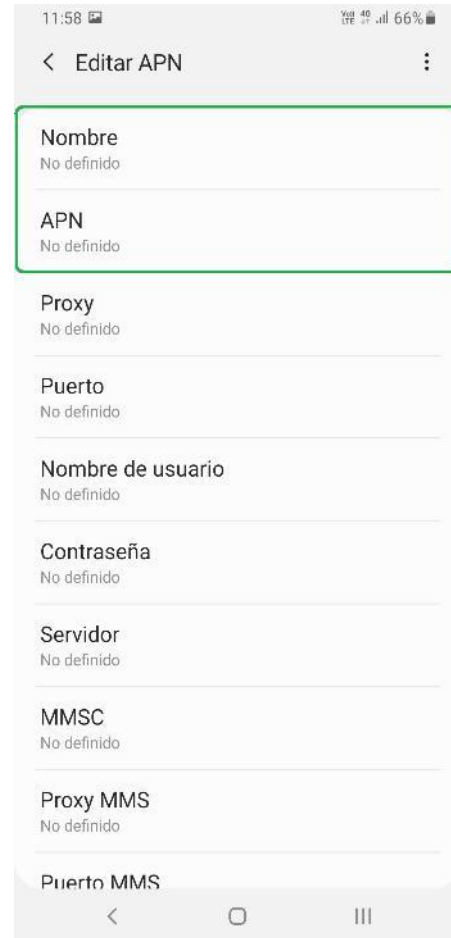 11:58 66%
Editar APN
Nombre
No definido
APN
No definido
Proxy
No definido
Puerto
No definido
Nombre de usuario
No definido
Contraseña
No definido
Servidor
No definido
MMSC
No definido
Proxy MMS
No definido
Puerto MMS